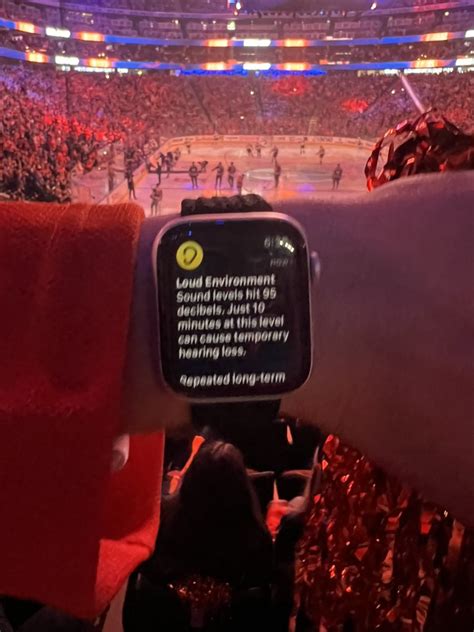 now
Loud Environment
Sound levels hit 95
decibels. Just 10
minutes at this level
can cause temporary
hearing loss.
Repeated long-term